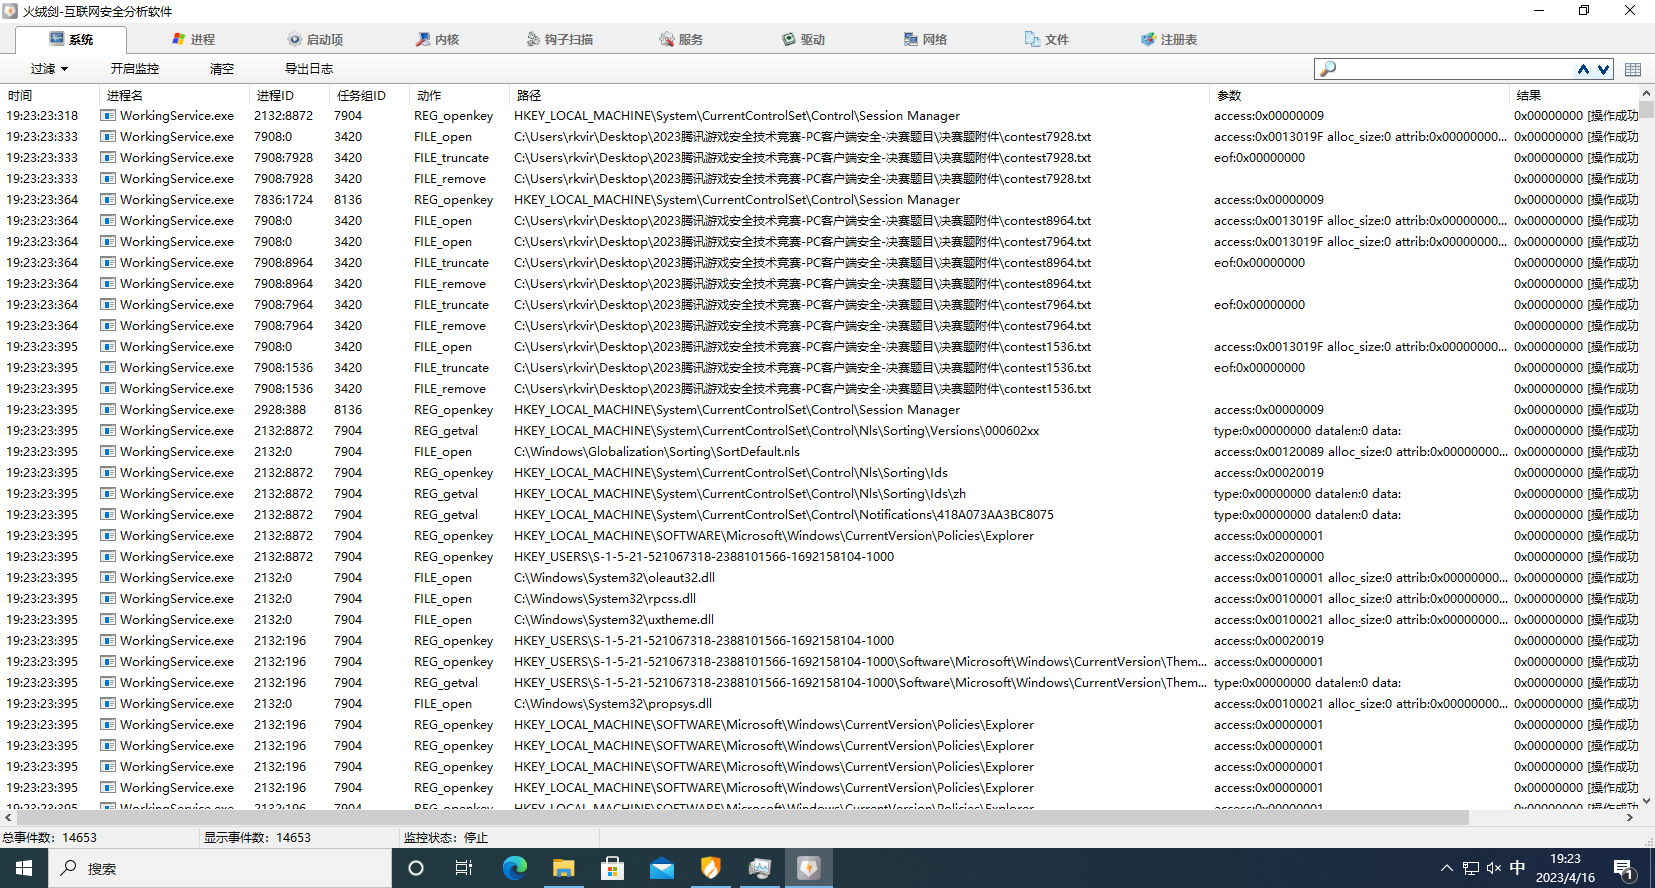 火绒剑-互联网安全分析软件
系统 进程 启动项 内核 钩子扫描 服务 驱动 网络 文件 注册表
过滤 开启监控 清空 导出日志
时间 进程名 进程ID 任务组ID 动作 路径 参数 结果
19:23:23:318 WorkingService.exe 2132:8872 7904 REG_openkey HKEY_LOCAL_MACHINE\System\CurrentControlSet\Control\Session Manager access:0x00000009 0x00000000 [操作成功
19:23:23:333 WorkingService.exe 7908:0 3420 FILE_open C:\Users\rkvir\Desktop\2023腾讯游戏安全技术竞赛-PC客户端安全-决赛题目\决赛题附件\contest7928.txt access:0x0013019F alloc_size:0 attrib:0x00000000... 0x00000000 [操作成功
19:23:23:333 WorkingService.exe 7908:7928 3420 FILE_truncate C:\Users\rkvir\Desktop\2023腾讯游戏安全技术竞赛-PC客户端安全-决赛题目\决赛题附件\contest7928.txt eof:0x00000000 0x00000000 [操作成功
19:23:23:333 WorkingService.exe 7908:7928 3420 FILE_remove C:\Users\rkvir\Desktop\2023腾讯游戏安全技术竞赛-PC客户端安全-决赛题目\决赛题附件\contest7928.txt 0x00000000 [操作成功
19:23:23:364 WorkingService.exe 7836:1724 8136 REG_openkey HKEY_LOCAL_MACHINE\System\CurrentControlSet\Control\Session Manager access:0x00000009 0x00000000 [操作成功
19:23:23:364 WorkingService.exe 7908:0 3420 FILE_open C:\Users\rkvir\Desktop\2023腾讯游戏安全技术竞赛-PC客户端安全-决赛题目\决赛题附件\contest8964.txt access:0x0013019F alloc_size:0 attrib:0x00000000... 0x00000000 [操作成功
19:23:23:364 WorkingService.exe 7908:0 3420 FILE_open C:\Users\rkvir\Desktop\2023腾讯游戏安全技术竞赛-PC客户端安全-决赛题目\决赛题附件\contest7964.txt access:0x0013019F alloc_size:0 attrib:0x00000000... 0x00000000 [操作成功
19:23:23:364 WorkingService.exe 7908:8964 3420 FILE_truncate C:\Users\rkvir\Desktop\2023腾讯游戏安全技术竞赛-PC客户端安全-决赛题目\决赛题附件\contest8964.txt eof:0x00000000 0x00000000 [操作成功
19:23:23:364 WorkingService.exe 7908:8964 3420 FILE_remove C:\Users\rkvir\Desktop\2023腾讯游戏安全技术竞赛-PC客户端安全-决赛题目\决赛题附件\contest8964.txt 0x00000000 [操作成功
19:23:23:364 WorkingService.exe 7908:7964 3420 FILE_truncate C:\Users\rkvir\Desktop\2023腾讯游戏安全技术竞赛-PC客户端安全-决赛题目\决赛题附件\contest7964.txt eof:0x00000000 0x00000000 [操作成功
19:23:23:364 WorkingService.exe 7908:7964 3420 FILE_remove C:\Users\rkvir\Desktop\2023腾讯游戏安全技术竞赛-PC客户端安全-决赛题目\决赛题附件\contest7964.txt 0x00000000 [操作成功
19:23:23:395 WorkingService.exe 7908:0 3420 FILE_open C:\Users\rkvir\Desktop\2023腾讯游戏安全技术竞赛-PC客户端安全-决赛题目\决赛题附件\contest1536.txt access:0x0013019F alloc_size:0 attrib:0x00000000... 0x00000000 [操作成功
19:23:23:395 WorkingService.exe 7908:1536 3420 FILE_truncate C:\Users\rkvir\Desktop\2023腾讯游戏安全技术竞赛-PC客户端安全-决赛题目\决赛题附件\contest1536.txt eof:0x00000000 0x00000000 [操作成功
19:23:23:395 WorkingService.exe 7908:1536 3420 FILE_remove C:\Users\rkvir\Desktop\2023腾讯游戏安全技术竞赛-PC客户端安全-决赛题目\决赛题附件\contest1536.txt 0x00000000 [操作成功
19:23:23:395 WorkingService.exe 2928:388 8136 REG_openkey HKEY_LOCAL_MACHINE\System\CurrentControlSet\Control\Session Manager access:0x00000009 0x00000000 [操作成功
19:23:23:395 WorkingService.exe 2132:8872 7904 REG_getval HKEY_LOCAL_MACHINE\System\CurrentControlSet\Control\Nls\Sorting\Versions\000602xx type:0x00000000 datalen:0 data: 0x00000000 [操作成功
19:23:23:395 WorkingService.exe 2132:0 7904 FILE_open C:\Windows\Globalization\Sorting\SortDefault.nls access:0x00120089 alloc_size:0 attrib:0x00000000... 0x00000000 [操作成功
19:23:23:395 WorkingService.exe 2132:8872 7904 REG_openkey HKEY_LOCAL_MACHINE\System\CurrentControlSet\Control\Nls\Sorting\Ids access:0x00020019 0x00000000 [操作成功
19:23:23:395 WorkingService.exe 2132:8872 7904 REG_getval HKEY_LOCAL_MACHINE\System\CurrentControlSet\Control\Nls\Sorting\Ids\zh type:0x00000000 datalen:0 data: 0x00000000 [操作成功
19:23:23:395 WorkingService.exe 2132:8872 7904 REG_getval HKEY_LOCAL_MACHINE\System\CurrentControlSet\Control\Notifications\418A073AA3BC8075 type:0x00000000 datalen:0 data: 0x00000000 [操作成功
19:23:23:395 WorkingService.exe 2132:8872 7904 REG_openkey HKEY_LOCAL_MACHINE\SOFTWARE\Microsoft\Windows\CurrentVersion\Policies\Explorer access:0x00000001 0x00000000 [操作成功
19:23:23:395 WorkingService.exe 2132:8872 7904 REG_openkey HKEY_USERS\S-1-5-21-521067318-2388101566-1692158104-1000 access:0x02000000 0x00000000 [操作成功
19:23:23:395 WorkingService.exe 2132:0 7904 FILE_open C:\Windows\System32\oleaut32.dll access:0x00100001 alloc_size:0 attrib:0x00000000... 0x00000000 [操作成功
19:23:23:395 WorkingService.exe 2132:0 7904 FILE_open C:\Windows\System32\rpcss.dll access:0x00100001 alloc_size:0 attrib:0x00000000... 0x00000000 [操作成功
19:23:23:395 WorkingService.exe 2132:0 7904 FILE_open C:\Windows\System32\uxtheme.dll access:0x00100021 alloc_size:0 attrib:0x00000000... 0x00000000 [操作成功
19:23:23:395 WorkingService.exe 2132:196 7904 REG_openkey HKEY_USERS\S-1-5-21-521067318-2388101566-1692158104-1000 access:0x00020019 0x00000000 [操作成功
19:23:23:395 WorkingService.exe 2132:196 7904 REG_openkey HKEY_USERS\S-1-5-21-521067318-2388101566-1692158104-1000\Software\Microsoft\Windows\CurrentVersion\Them... access:0x00000001 0x00000000 [操作成功
19:23:23:395 WorkingService.exe 2132:196 7904 REG_getval HKEY_USERS\S-1-5-21-521067318-2388101566-1692158104-1000\Software\Microsoft\Windows\CurrentVersion\Them... type:0x00000000 datalen:0 data: 0x00000000 [操作成功
19:23:23:395 WorkingService.exe 2132:0 7904 FILE_open C:\Windows\System32\propsys.dll access:0x00100021 alloc_size:0 attrib:0x00000000... 0x00000000 [操作成功
19:23:23:395 WorkingService.exe 2132:196 7904 REG_openkey HKEY_LOCAL_MACHINE\SOFTWARE\Microsoft\Windows\CurrentVersion\Policies\Explorer access:0x00000001 0x00000000 [操作成功
19:23:23:395 WorkingService.exe 2132:196 7904 REG_openkey HKEY_LOCAL_MACHINE\SOFTWARE\Microsoft\Windows\CurrentVersion\Policies\Explorer access:0x00000001 0x00000000 [操作成功
19:23:23:395 WorkingService.exe 2132:196 7904 REG_openkey HKEY_LOCAL_MACHINE\SOFTWARE\Microsoft\Windows\CurrentVersion\Policies\Explorer access:0x00000001 0x00000000 [操作成功
19:23:23:395 WorkingService.exe 2132:196 7904 REG_openkey HKEY_LOCAL_MACHINE\SOFTWARE\Microsoft\Windows\CurrentVersion\Policies\Explorer access:0x00000001 0x00000000 [操作成功
19:23:23:395 WorkingService.exe 2132:196 7904 REG_openkey HKEY_LOCAL_MACHINE\SOFTWARE\Microsoft\Windows\CurrentVersion\Policies\Explorer access:0x00000001 0x00000000 [操作成功
总事件数: 14653 显示事件数: 14653 监控状态: 停止
搜索 中 19:23
2023/4/16 1